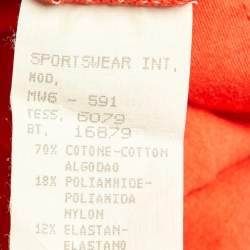 SPORTSWEAR INT.
MOD.
MW6 - 591
TESS. 6079
BT. 16879
70% COTONE-COTTON
ALGODAO
18% POLIAMMIDE-
POLIAMIDA
NYLON
12% ELASTAN-
ELASTANO